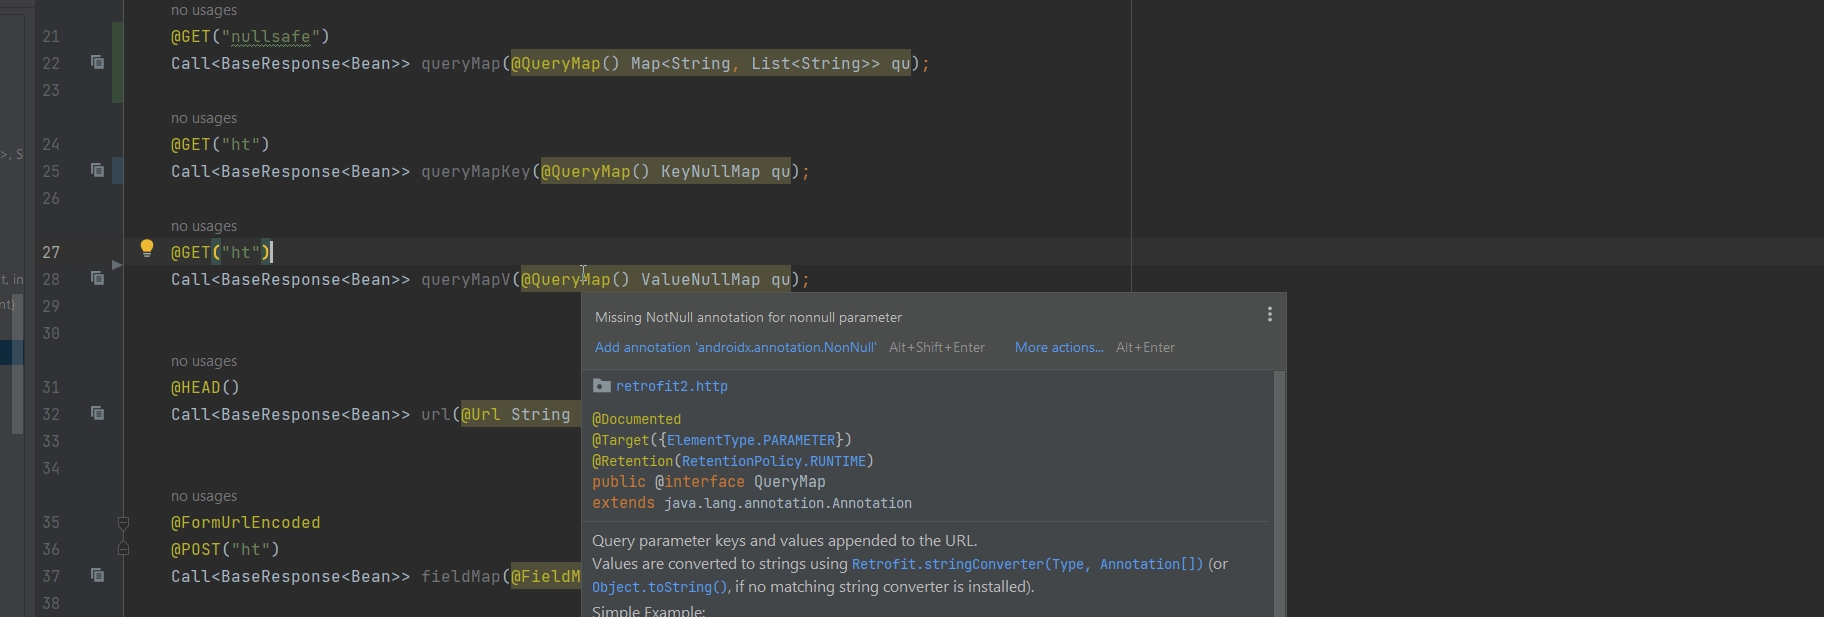 no usages
21 @GET("nullsafe")
22 Call<BaseResponse<Bean>> queryMap(@QueryMap() Map<String, List<String>> qu);
23
no usages
24 @GET("ht")
>, S
25 Call<BaseResponse<Bean>> queryMapKey(@QueryMap() KeyNullMap qu);
26
no usages
27 @GET("ht")
t, in
28 Call<BaseResponse<Bean>> queryMapV(@QueryMap() ValueNullMap qu);
nt)
29
30
Missing NotNull annotation for nonnull parameter
Add annotation 'androidx.annotation.NonNull' Alt+Shift+Enter More actions... Alt+Enter
no usages
31 @HEAD()
32 Call<BaseResponse<Bean>> url(@Url String
33
34
no usages
35 @FormUrlEncoded
36 @POST("ht")
37 Call<BaseResponse<Bean>> fieldMap(@FieldM
38
retrofit2.http
@Documented
@Target({ElementType.PARAMETER})
@Retention(RetentionPolicy.RUNTIME)
public @interface QueryMap
extends java.lang.annotation.Annotation
Query parameter keys and values appended to the URL.
Values are converted to strings using Retrofit.stringConverter(Type, Annotation[]) (or
Object.toString(), if no matching string converter is installed).
Simple Example: